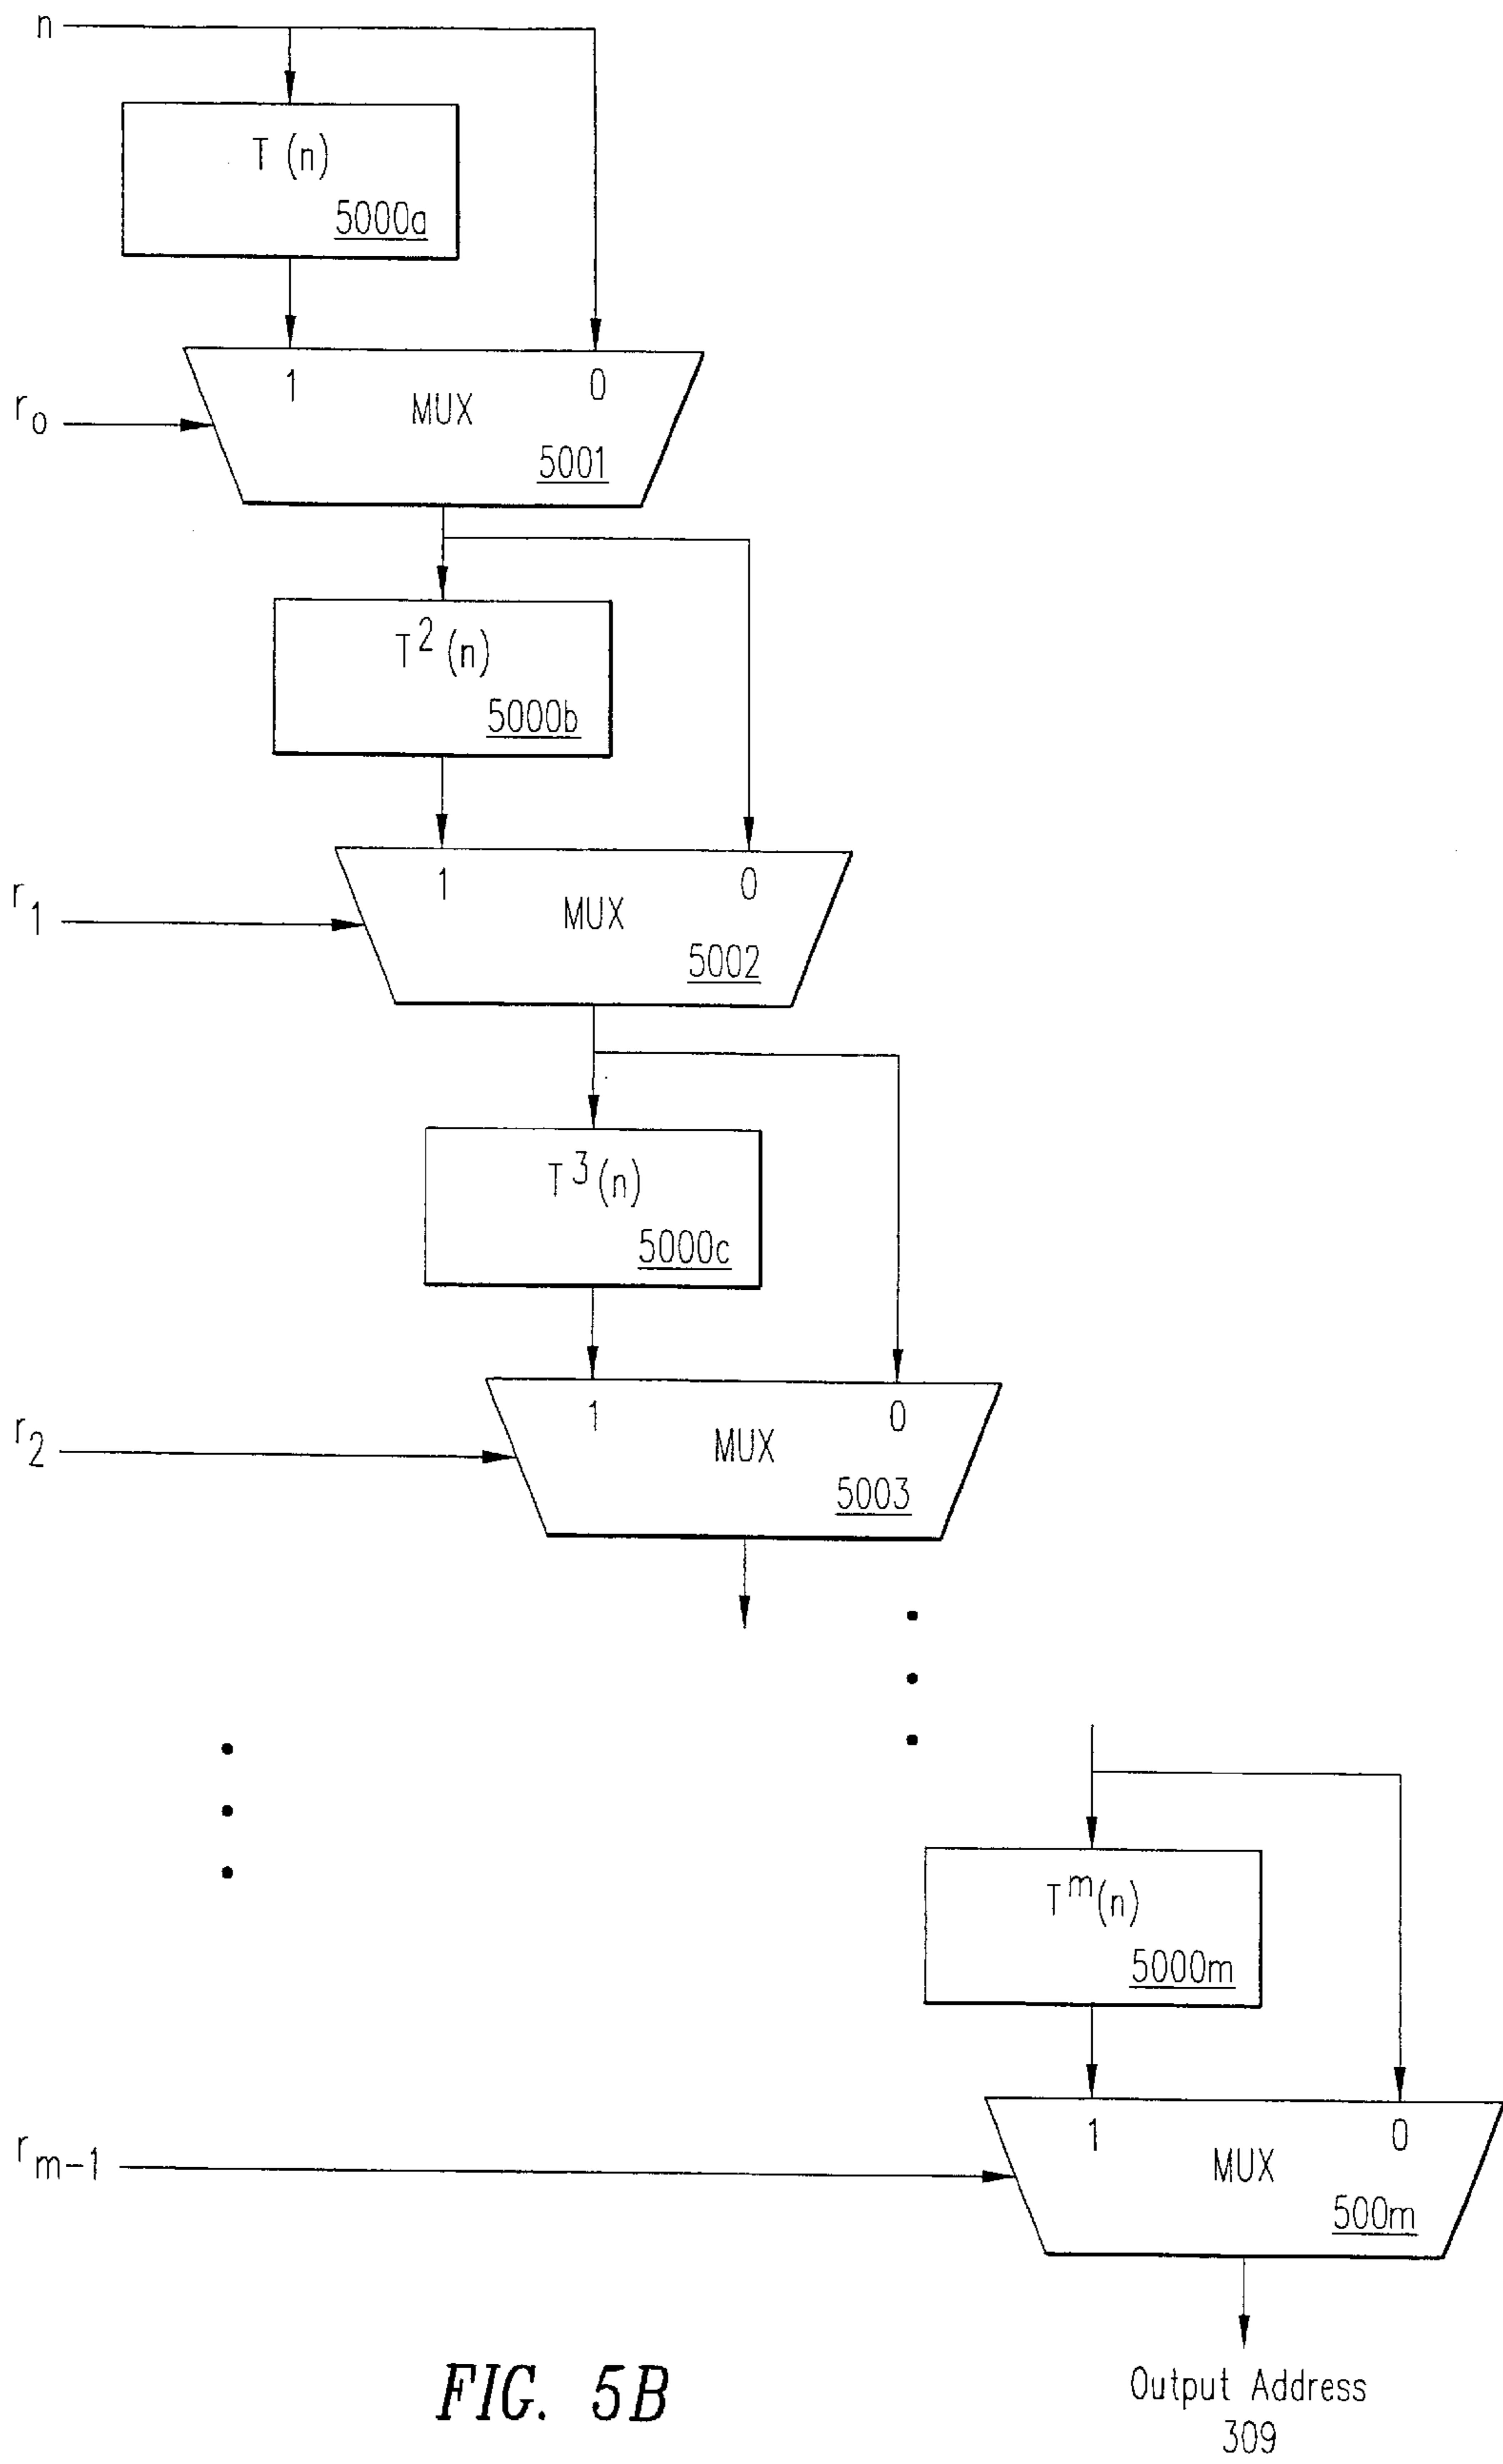 n
T (n)
5000a
1 0
r₀ MUX
5001
T² (n)
5000b
1 0
r₁ MUX
5002
T³ (n)
5000c
1 0
r₂ MUX
5003
Tᵐ(n)
5000m
1 0
rₘ₋₁ MUX
500m
FIG. 5B
Output Address
309